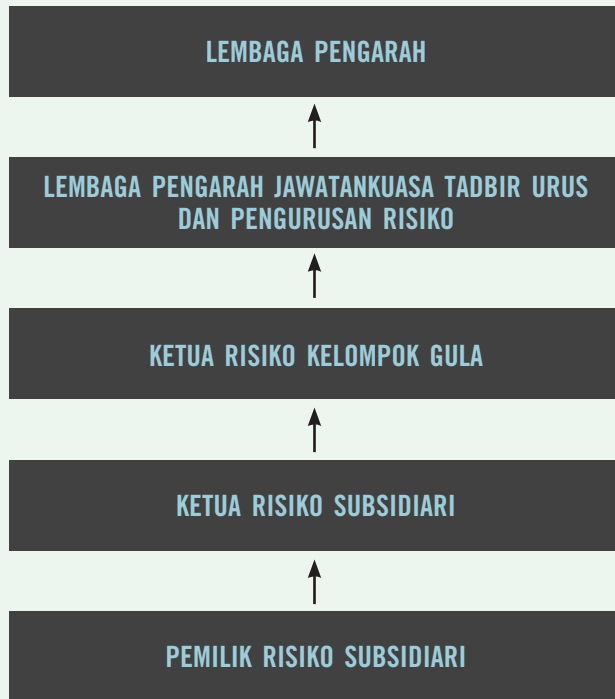 LEMBAGA PENGARAH
LEMBAGA PENGARAH JAWATANKUASA TADBIR URUS
DAN PENGURUSAN RISIKO
KETUA RISIKO KELOMPOK GULA
KETUA RISIKO SUBSIDIARI
PEMILIK RISIKO SUBSIDIARI